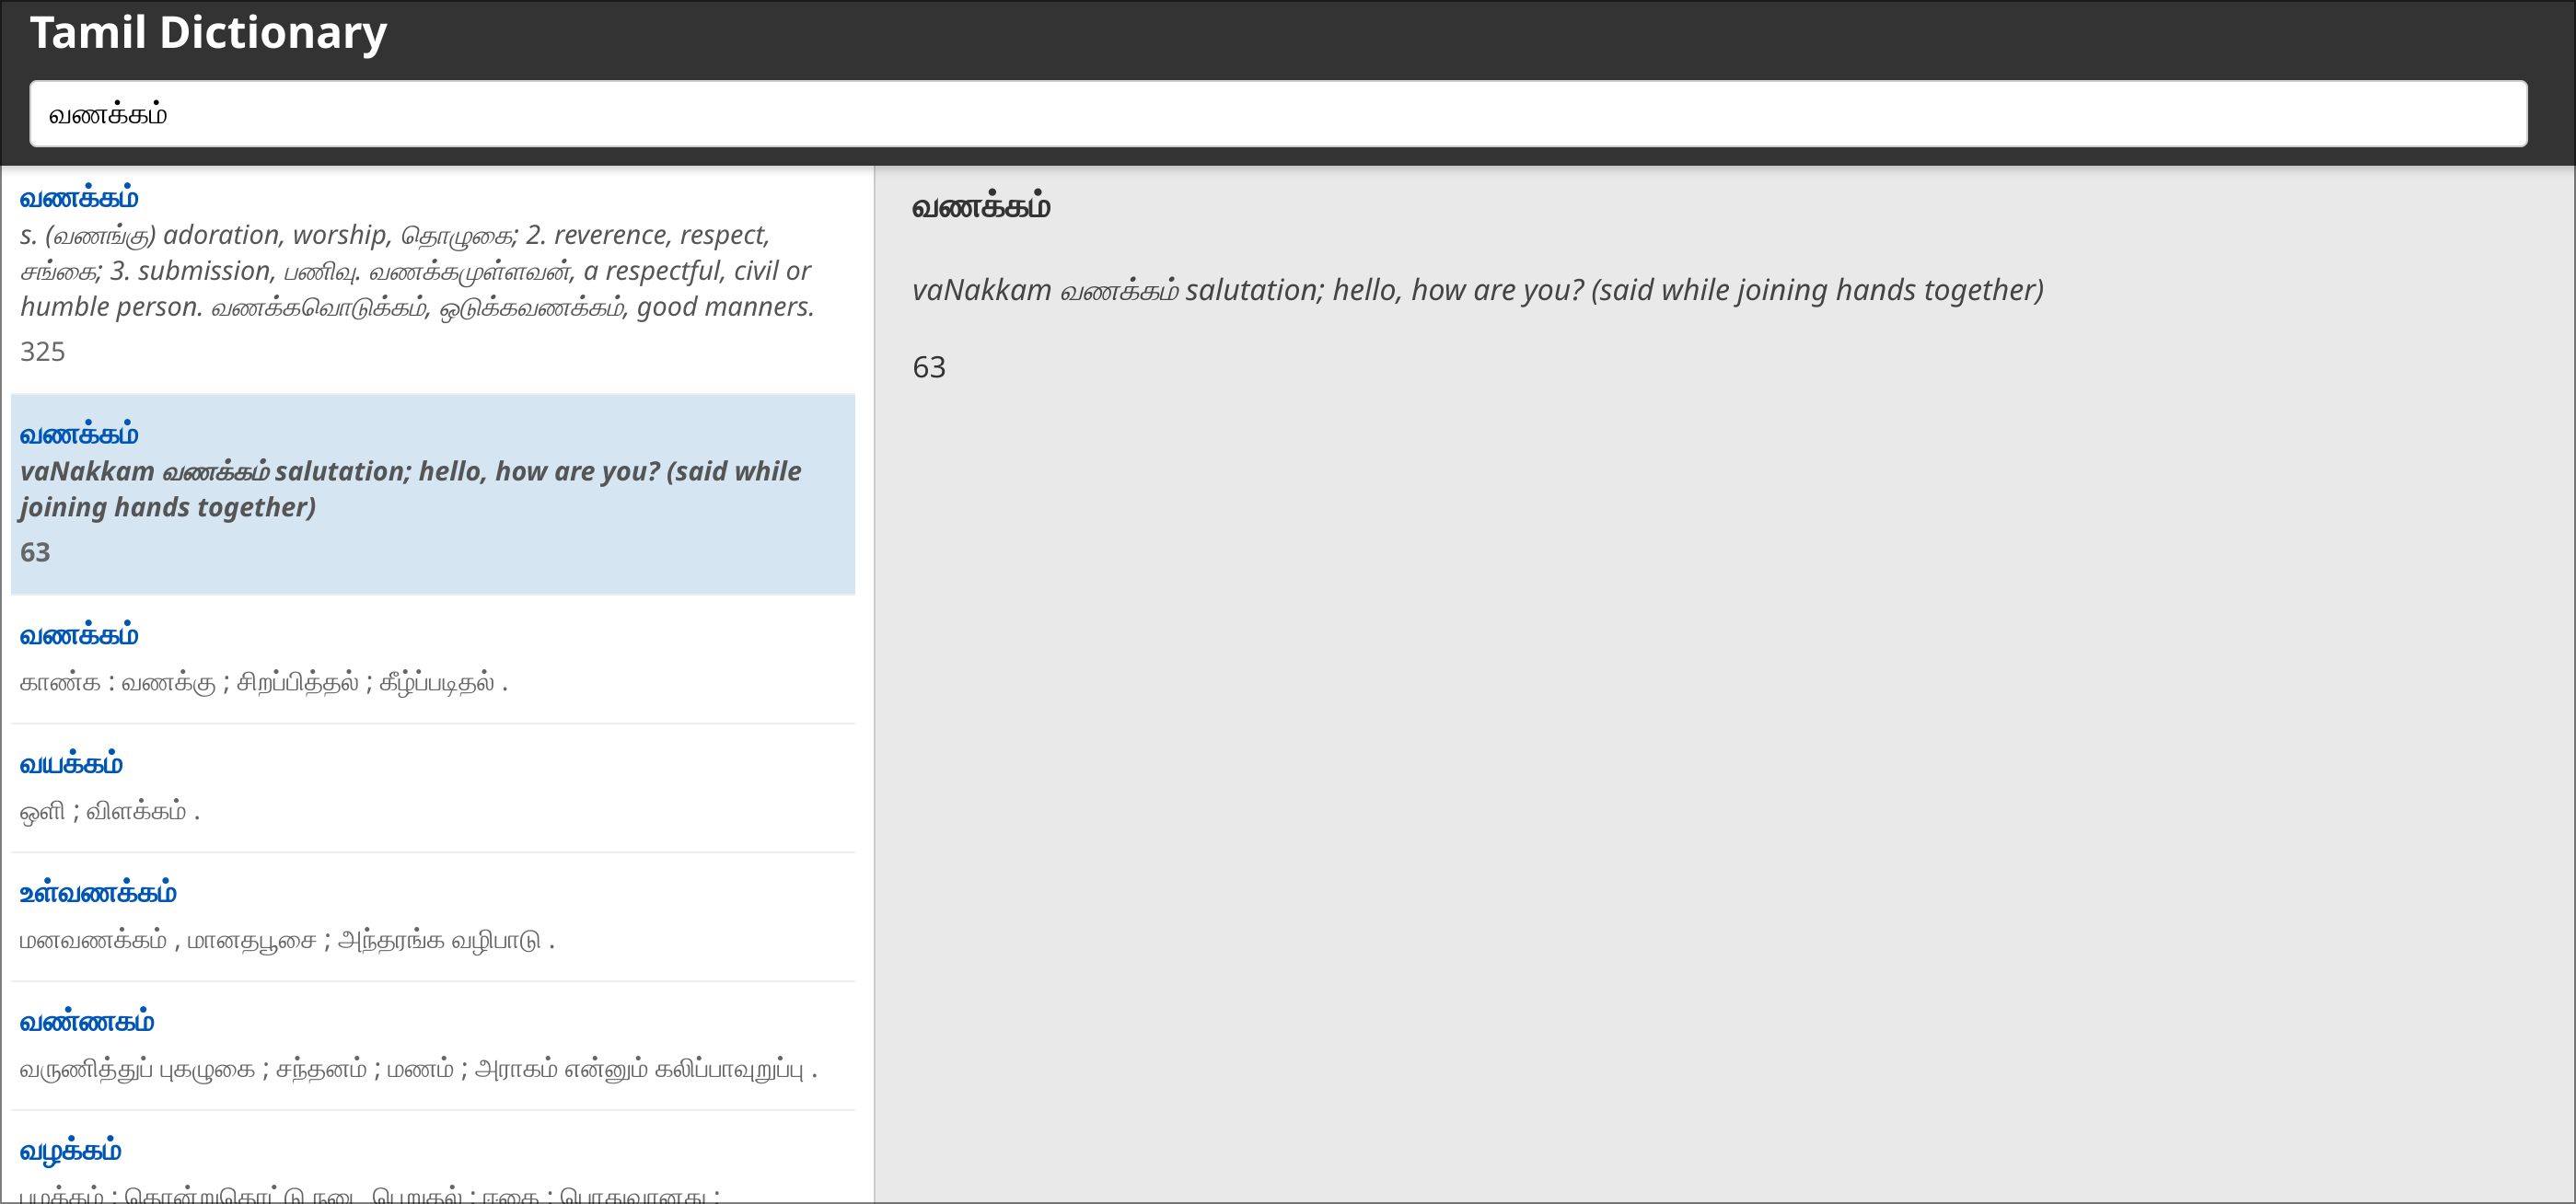 Tamil Dictionary
வணக்கம்
வணக்கம்
s. (வணங்கு) adoration, worship, தொழுகை; 2. reverence, respect,
சங்கை; 3. submission, பணிவு. வணக்கமுள்ளவன், a respectful, civil or
humble person. வணக்கவொடுக்கம், ஒடுக்கவணக்கம், good manners.
325
வணக்கம்
vaNakkam வணக்கம் salutation; hello, how are you? (said while
joining hands together)
63
வணக்கம்
காண்க : வணக்கு ; சிறப்பித்தல் ; கீழ்ப்படிதல் .
வயக்கம்
ஒளி ; விளக்கம் .
உள்வணக்கம்
மனவணக்கம் , மானதபூசை ; அந்தரங்க வழிபாடு .
வண்ணகம்
வருணித்துப் புகழுகை ; சந்தனம் ; மணம் ; அராகம் என்னும் கலிப்பாவுறுப்பு .
வழக்கம்
வணக்கம்
vaNakkam வணக்கம் salutation; hello, how are you? (said while joining hands together)
63